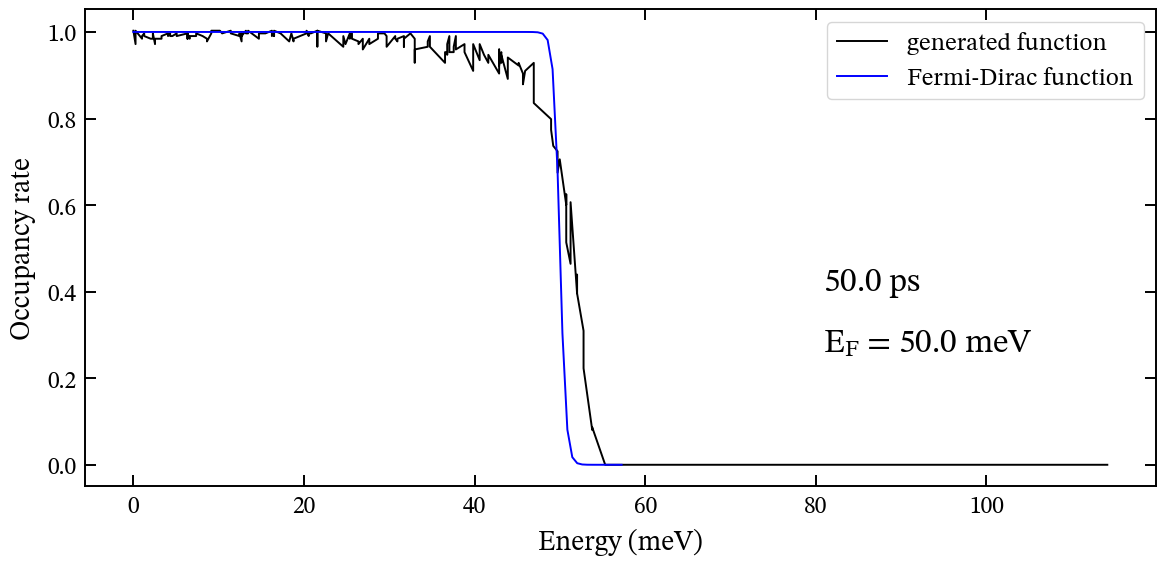 generated function
Fermi-Dirac function
1.0
0.8
0.6
0.4
0.2
0.0
Occupancy rate
50.0 ps
E_F = 50.0 meV
0 20 40 60 80 100
Energy (meV)